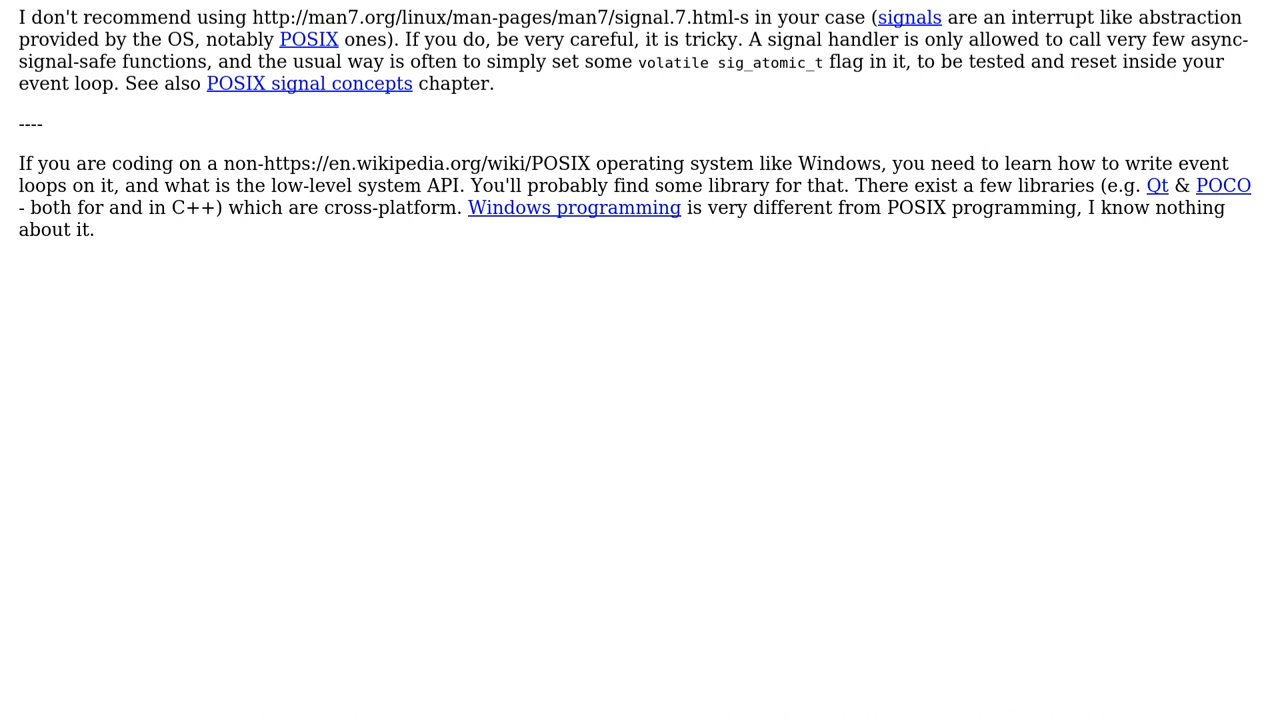 I don't recommend using http://man7.org/linux/man-pages/man7/signal.7.html-s in your case (signals are an interrupt like abstraction
provided by the OS, notably POSIX ones). If you do, be very careful, it is tricky. A signal handler is only allowed to call very few async-
signal-safe functions, and the usual way is often to simply set some volatile sig_atomic_t flag in it, to be tested and reset inside your
event loop. See also POSIX signal concepts chapter.
----
If you are coding on a non-https://en.wikipedia.org/wiki/POSIX operating system like Windows, you need to learn how to write event
loops on it, and what is the low-level system API. You'll probably find some library for that. There exist a few libraries (e.g. Qt & POCO
- both for and in C++) which are cross-platform. Windows programming is very different from POSIX programming, I know nothing
about it.